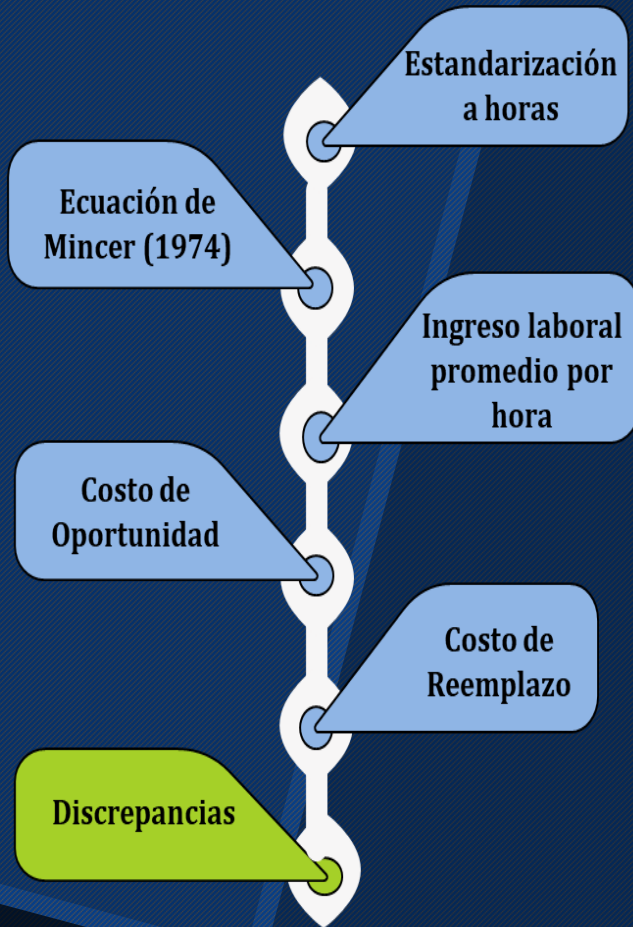 Estandarización
a horas
Ecuación de
Mincer (1974)
Ingreso laboral
promedio por
hora
Costo de
Oportunidad
Costo de
Reemplazo
Discrepancias